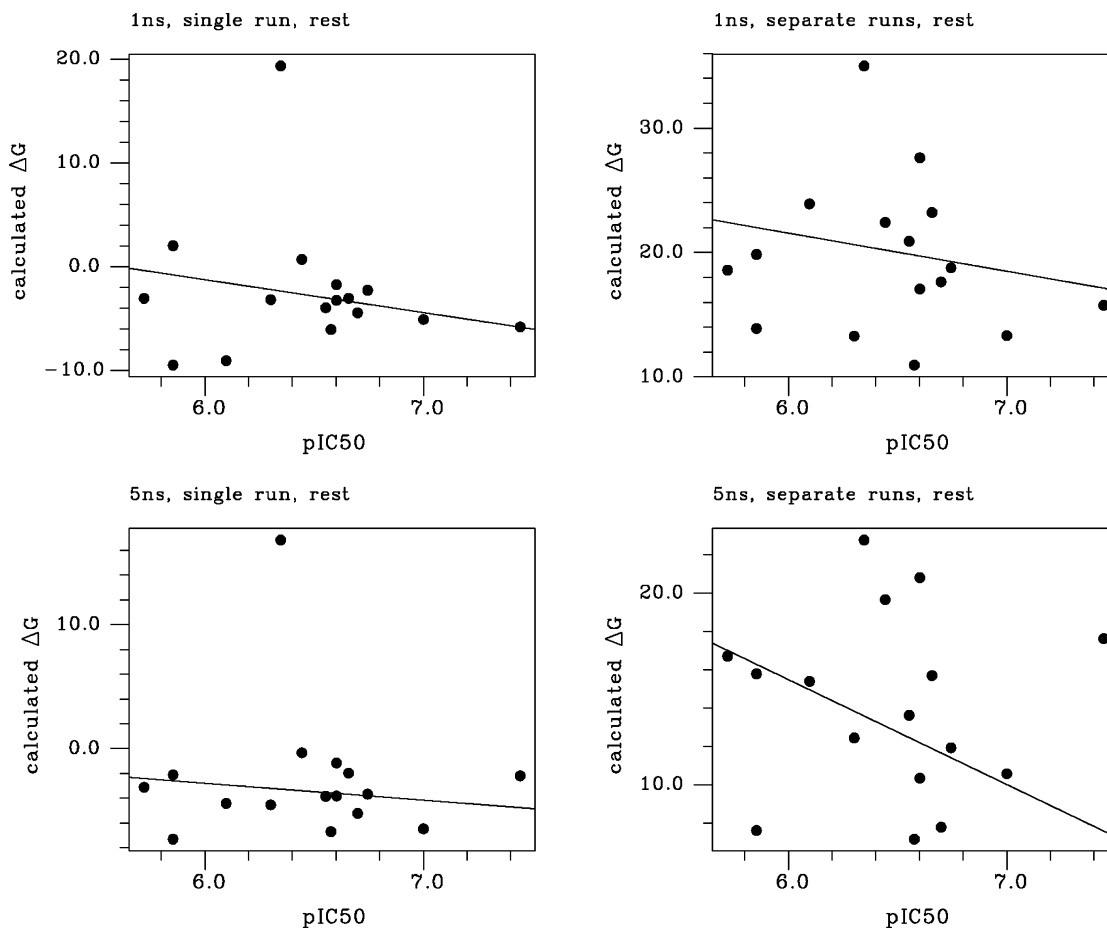 1ns, single run, rest
20.0
10.0
0.0
−10.0
calculated ΔG
6.0
7.0
pIC50
1ns, separate runs, rest
30.0
20.0
10.0
calculated ΔG
6.0
7.0
pIC50
5ns, single run, rest
10.0
0.0
calculated ΔG
6.0
7.0
pIC50
5ns, separate runs, rest
20.0
10.0
calculated ΔG
6.0
7.0
pIC50